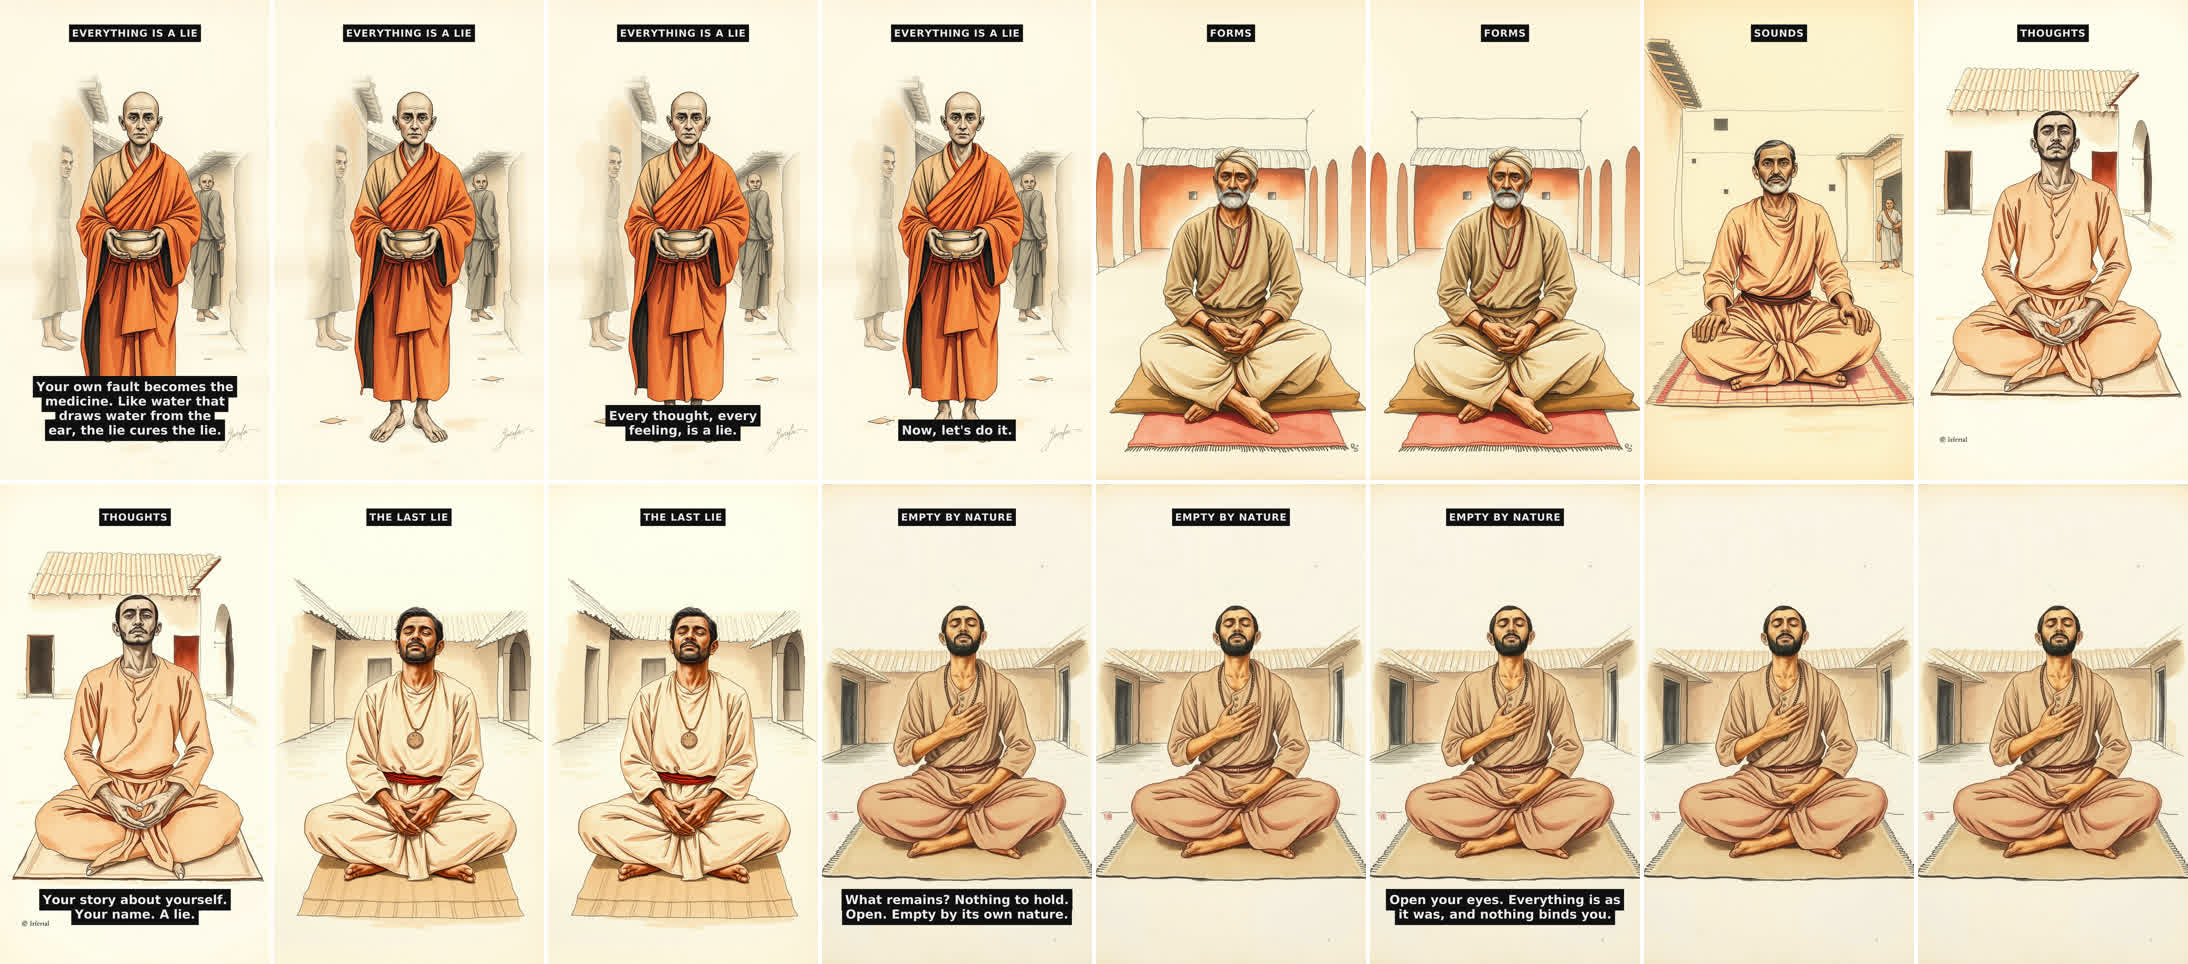 EVERYTHING IS A LIE
Your own fault becomes the
medicine. Like water that
draws water from the
ear, the lie cures the lie.
EVERYTHING IS A LIE
EVERYTHING IS A LIE
Every thought, every
feeling, is a lie.
EVERYTHING IS A LIE
Now, let's do it.
FORMS
FORMS
SOUNDS
THOUGHTS
THOUGHTS
Your story about yourself.
Your name. A lie.
THE LAST LIE
THE LAST LIE
EMPTY BY NATURE
What remains? Nothing to hold.
Open. Empty by its own nature.
EMPTY BY NATURE
EMPTY BY NATURE
Open your eyes. Everything is as
it was, and nothing binds you.